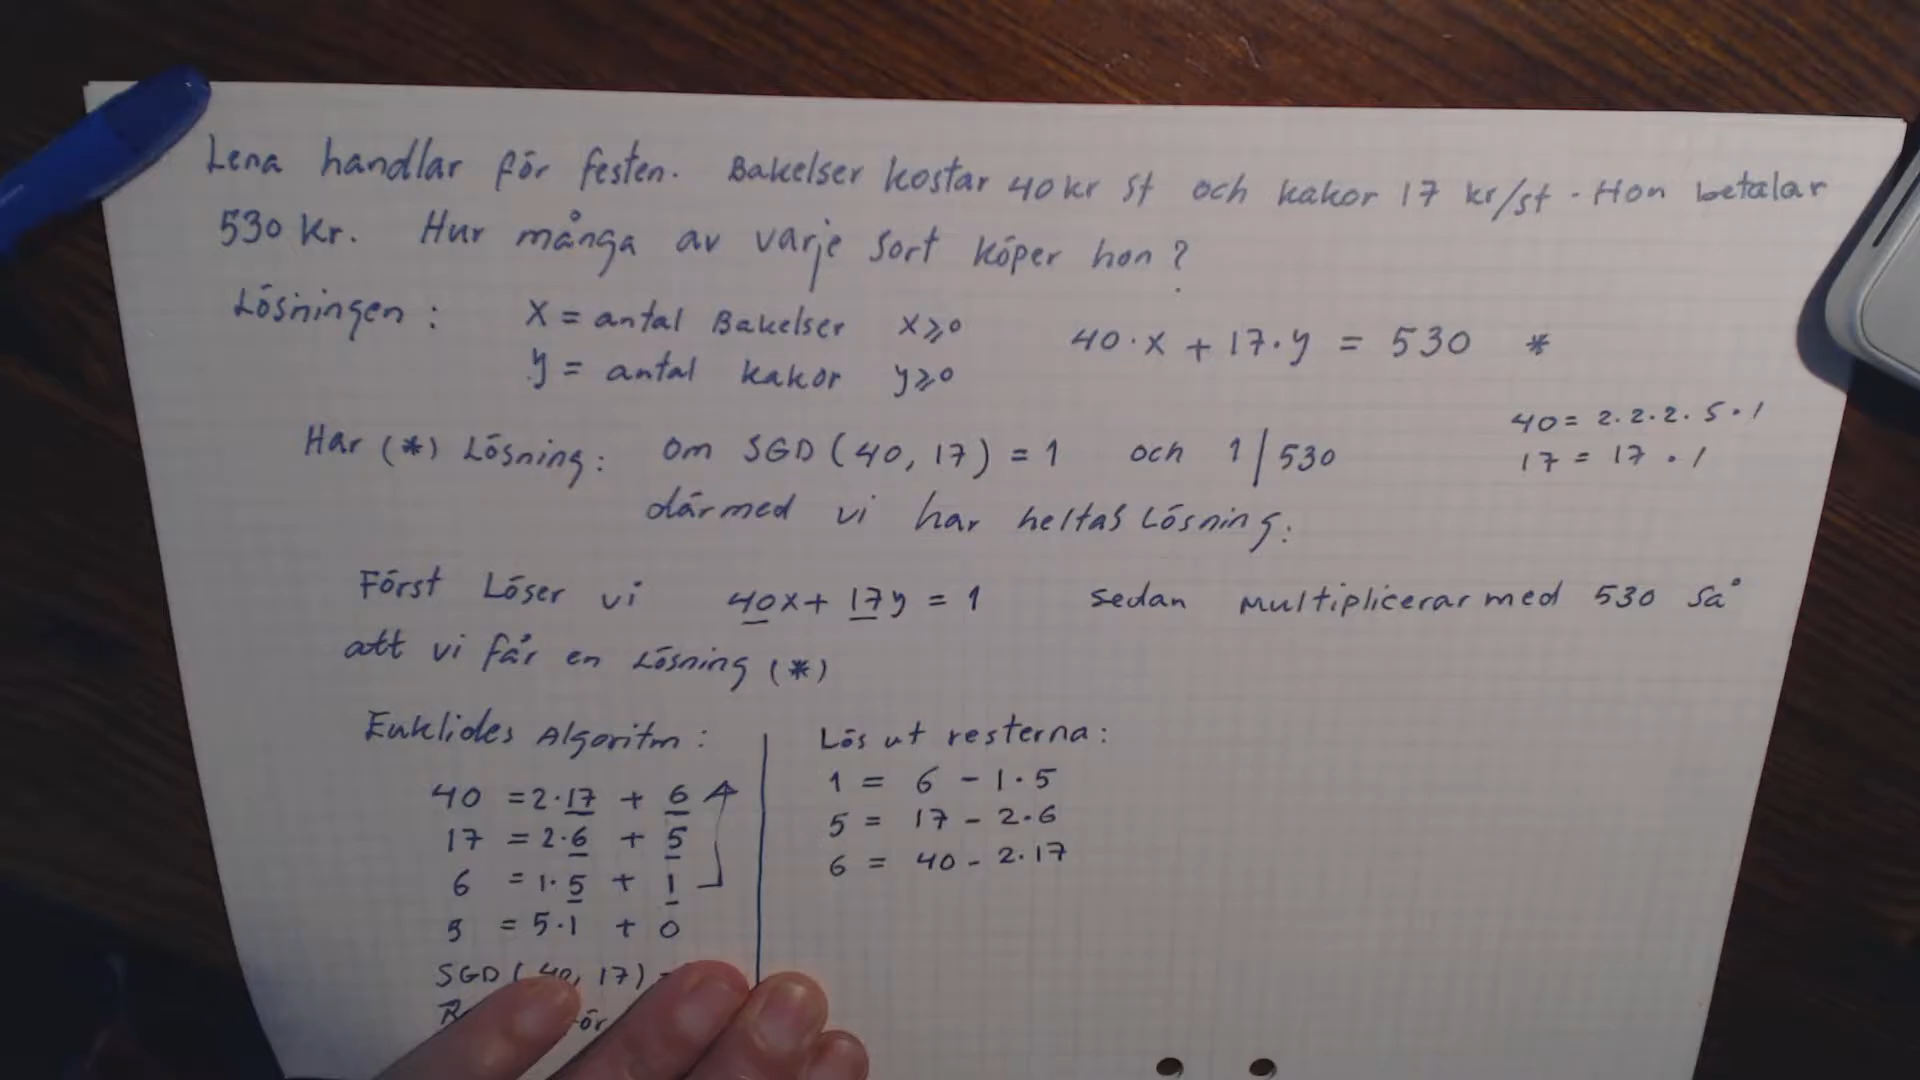 Lena handlar för festen. Bakelser kostar 40 kr st och kakor 17 kr/st. Hon betalar
530 kr. Hur många av varje sort köper hon?
Lösningen: x = antal Bakelser x≥0 40·x + 17·y = 530 *
y = antal kakor y≥0
40 = 2·2·2·5·1
Har (*) Lösning: om SGD(40, 17) = 1 och 1/530
17 = 17·1
därmed vi har heltas Lösning:
Först Löser vi 40x + 17y = 1 sedan multiplicerar med 530 så
att vi får en Lösning (*)
Euklides Algoritm:
40 = 2·17 + 6
17 = 2·6 + 5
6 = 1·5 + 1
5 = 5·1 + 0
SGD(40, 17)
Lös ut resterna:
1 = 6 - 1·5
5 = 17 - 2·6
6 = 40 - 2·17